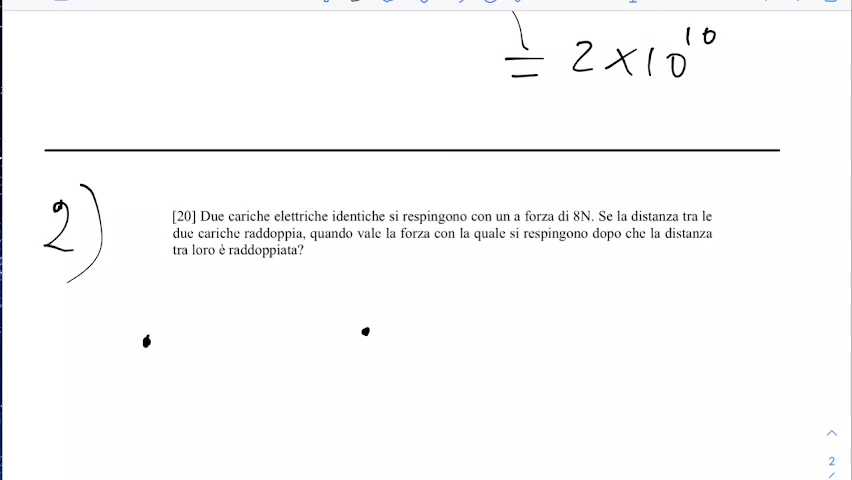 = 2 × 10^10
2)
[20] Due cariche elettriche identiche si respingono con un a forza di 8N. Se la distanza tra le
due cariche raddoppia, quando vale la forza con la quale si respingono dopo che la distanza
tra loro è raddoppiata?
2